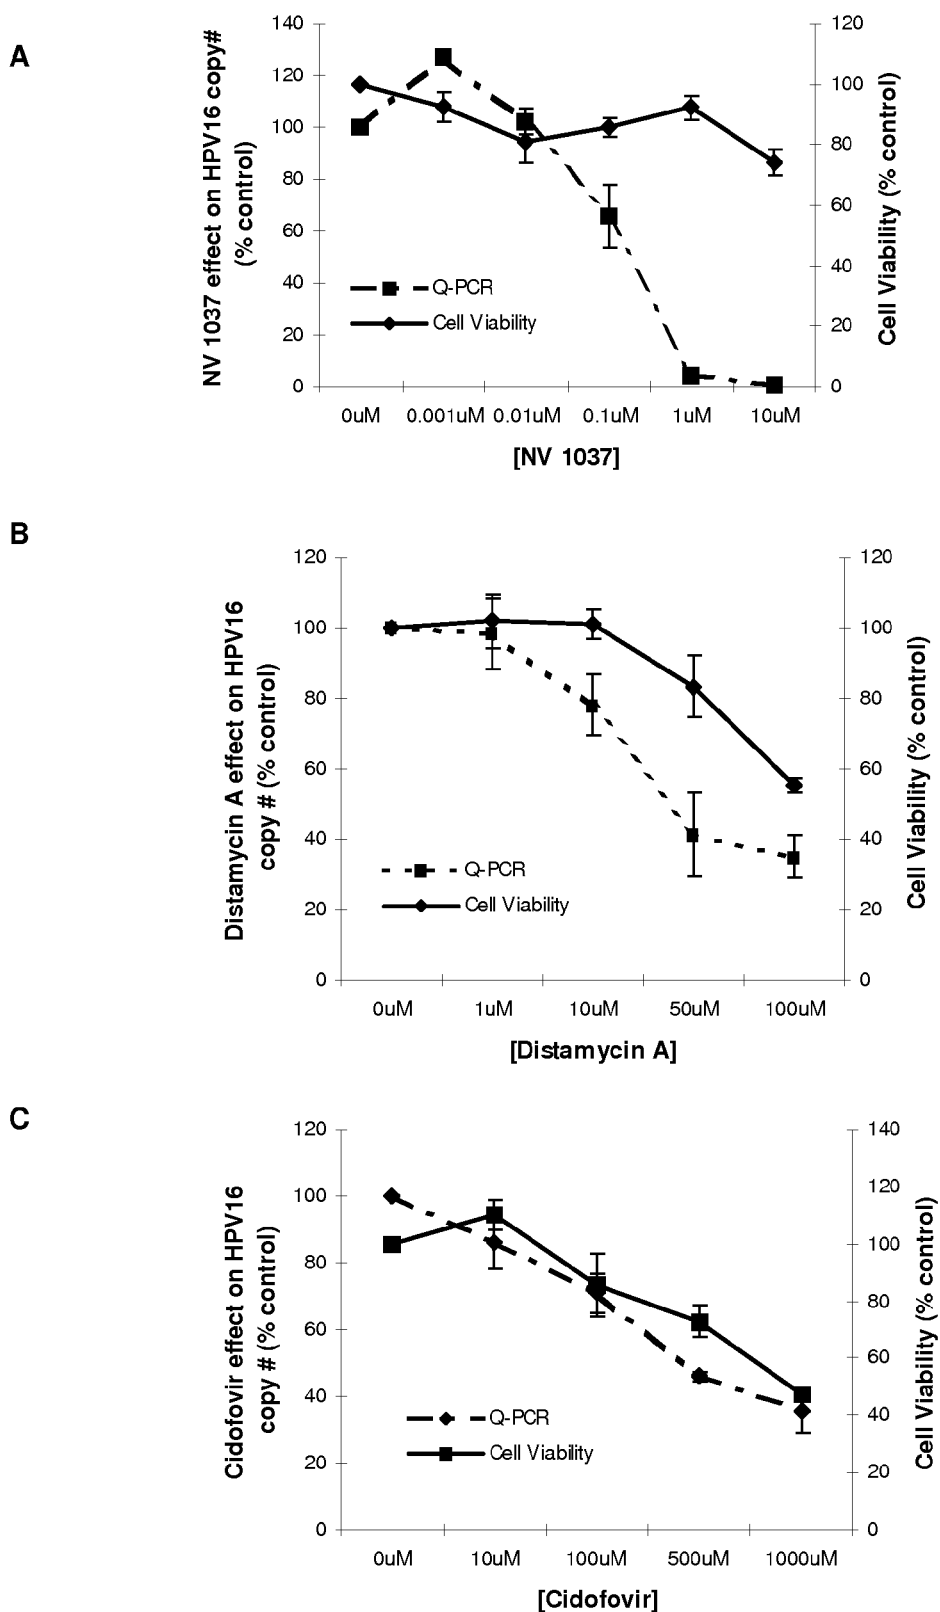 A
NV 1037 effect on HPV16 copy#
(% control)
140
120
100
80
60
40
20
0
Q-PCR
Cell Viability
120
100
80
60
40
20
0
Cell Viability (% control)
0uM 0.001uM 0.01uM 0.1uM 1uM 10uM
[NV 1037]
B
Distamycin A effect on HPV16
copy # (% control)
120
100
80
60
40
20
0
Q-PCR
Cell Viability
120
100
80
60
40
20
0
Cell Viability (% control)
0uM 1uM 10uM 50uM 100uM
[Distamycin A]
C
Cidofovir effect on HPV16
copy # (% control)
120
100
80
60
40
20
0
Q-PCR
Cell Viability
140
120
100
80
60
40
20
0
Cell Viability (% control)
0uM 10uM 100uM 500uM 1000uM
[Cidofovir]